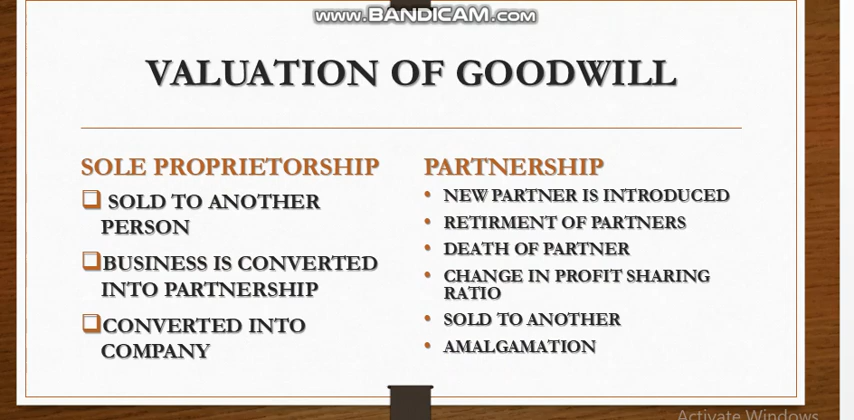 www.BANDICAM.com
VALUATION OF GOODWILL
SOLE PROPRIETORSHIP
SOLD TO ANOTHER
PERSON
BUSINESS IS CONVERTED
INTO PARTNERSHIP
CONVERTED INTO
COMPANY
PARTNERSHIP
• NEW PARTNER IS INTRODUCED
• RETIRMENT OF PARTNERS
• DEATH OF PARTNER
• CHANGE IN PROFIT SHARING
RATIO
• SOLD TO ANOTHER
• AMALGAMATION
Activate Windows